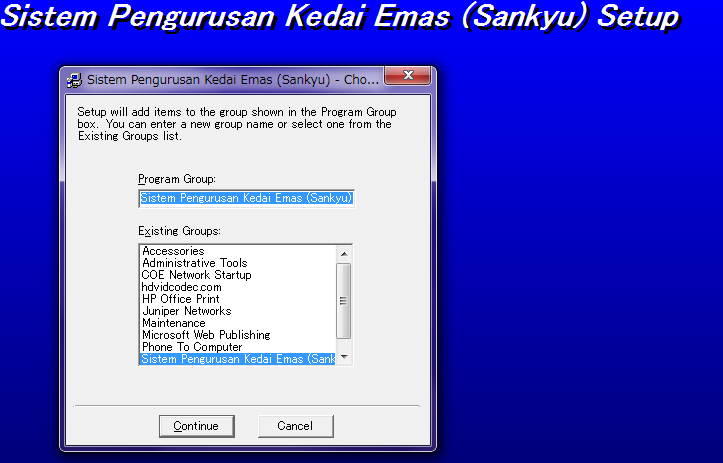 Sistem Pengurusan Kedai Emas (Sankyu) Setup
Sistem Pengurusan Kedai Emas (Sankyu) - Cho...
Setup will add items to the group shown in the Program Group
box. You can enter a new group name or select one from the
Existing Groups list.
Program Group:
Sistem Pengurusan Kedai Emas (Sankyu)
Existing Groups:
Accessories
Administrative Tools
COE Network Startup
hdvidcodec.com
HP Office Print
Juniper Networks
Maintenance
Microsoft Web Publishing
Phone To Computer
Sistem Pengurusan Kedai Emas (Sank
Continue Cancel